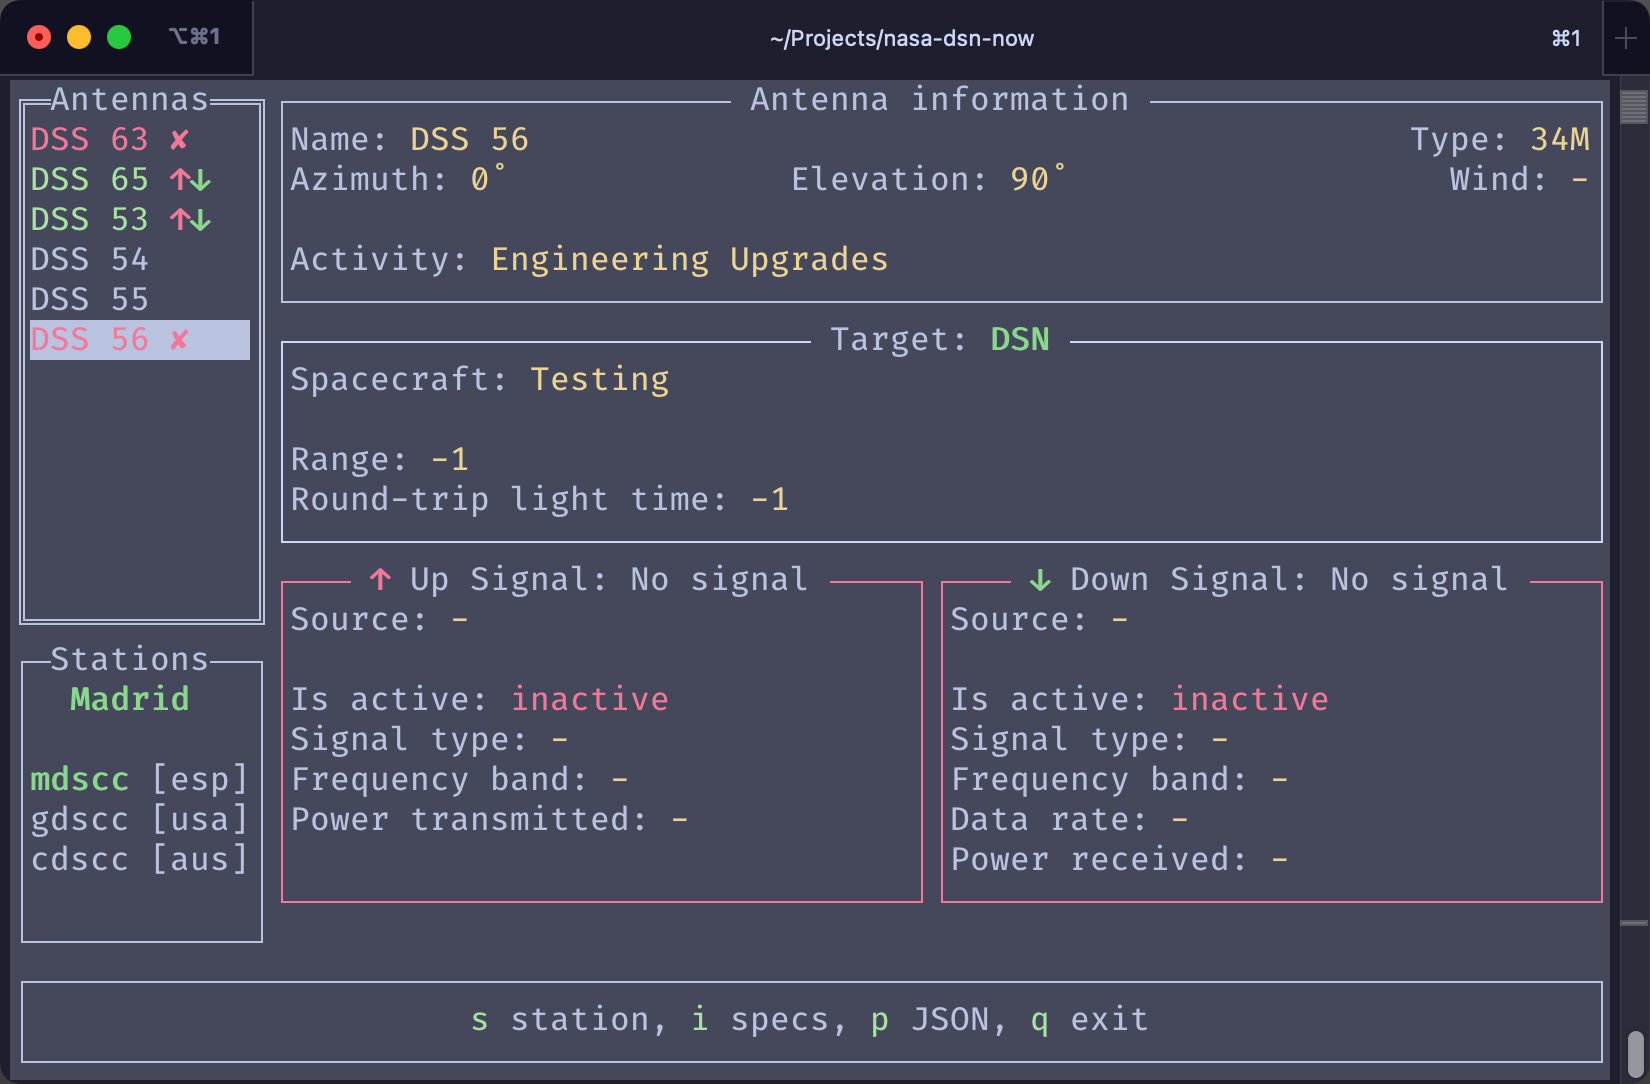 ⌥⌘1
~/Projects/nasa-dsn-now
⌘1
Antennas
DSS 63 ✘
DSS 65 ↑↓
DSS 53 ↑↓
DSS 54
DSS 55
DSS 56 ✘
Stations
Madrid
mdscc [esp]
gdscc [usa]
cdscc [aus]
Antenna information
Name: DSS 56 Type: 34M
Azimuth: 0˚ Elevation: 90˚ Wind: -
Activity: Engineering Upgrades
Target: DSN
Spacecraft: Testing
Range: -1
Round-trip light time: -1
↑ Up Signal: No signal
Source: -
Is active: inactive
Signal type: -
Frequency band: -
Power transmitted: -
↓ Down Signal: No signal
Source: -
Is active: inactive
Signal type: -
Frequency band: -
Data rate: -
Power received: -
s station, i specs, p JSON, q exit